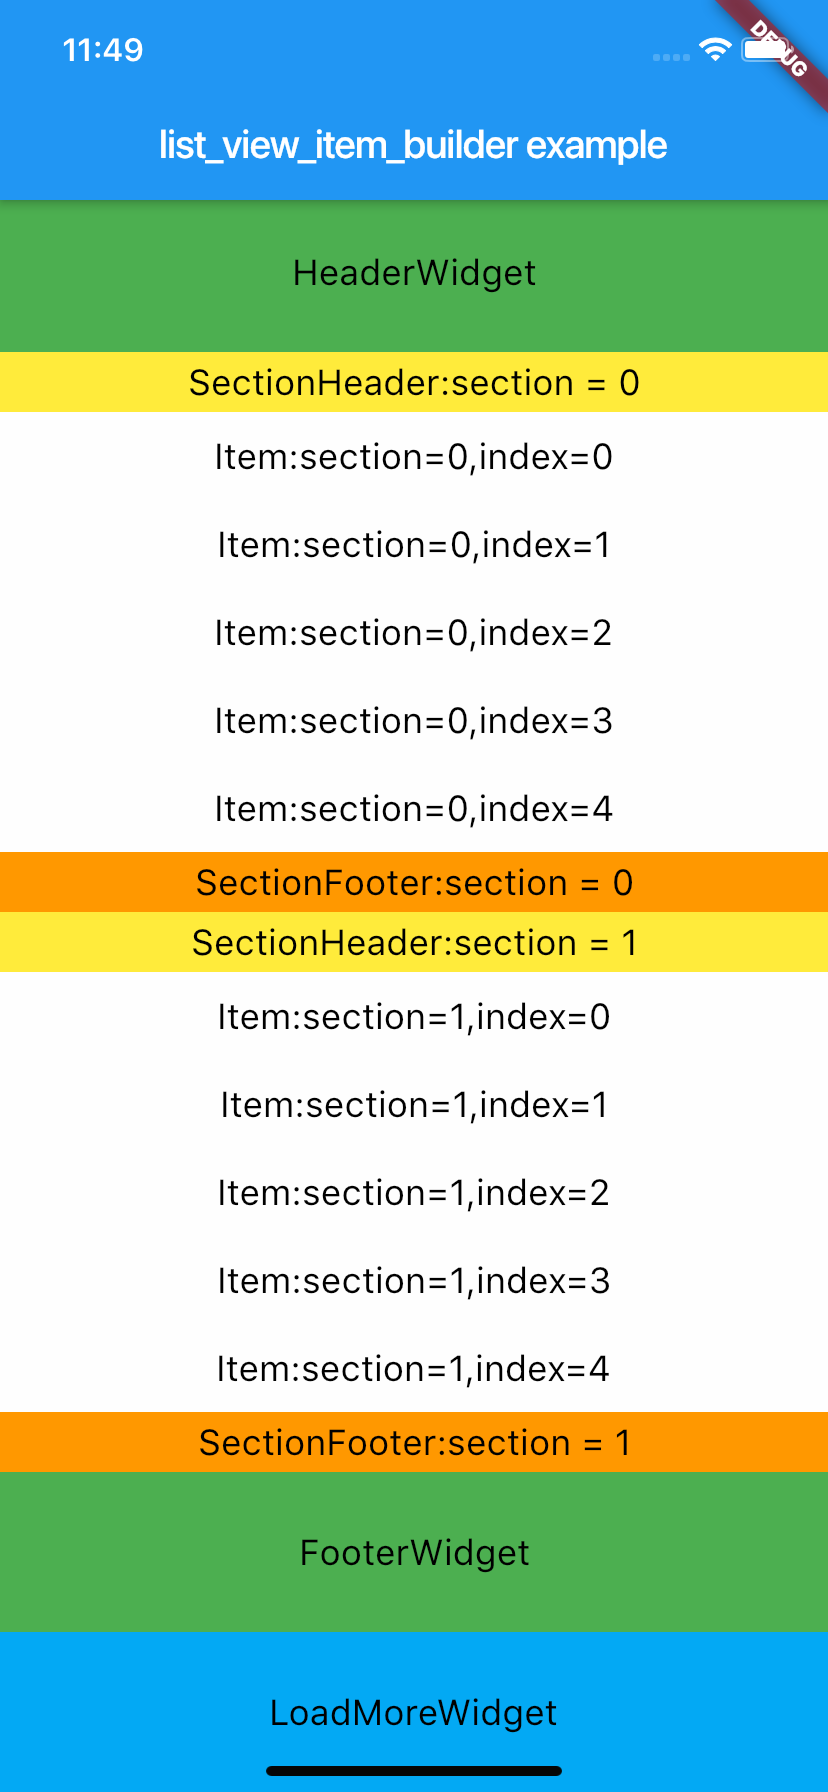 11:49
DEBUG
list_view_item_builder example
HeaderWidget
SectionHeader:section = 0
Item:section=0,index=0
Item:section=0,index=1
Item:section=0,index=2
Item:section=0,index=3
Item:section=0,index=4
SectionFooter:section = 0
SectionHeader:section = 1
Item:section=1,index=0
Item:section=1,index=1
Item:section=1,index=2
Item:section=1,index=3
Item:section=1,index=4
SectionFooter:section = 1
FooterWidget
LoadMoreWidget